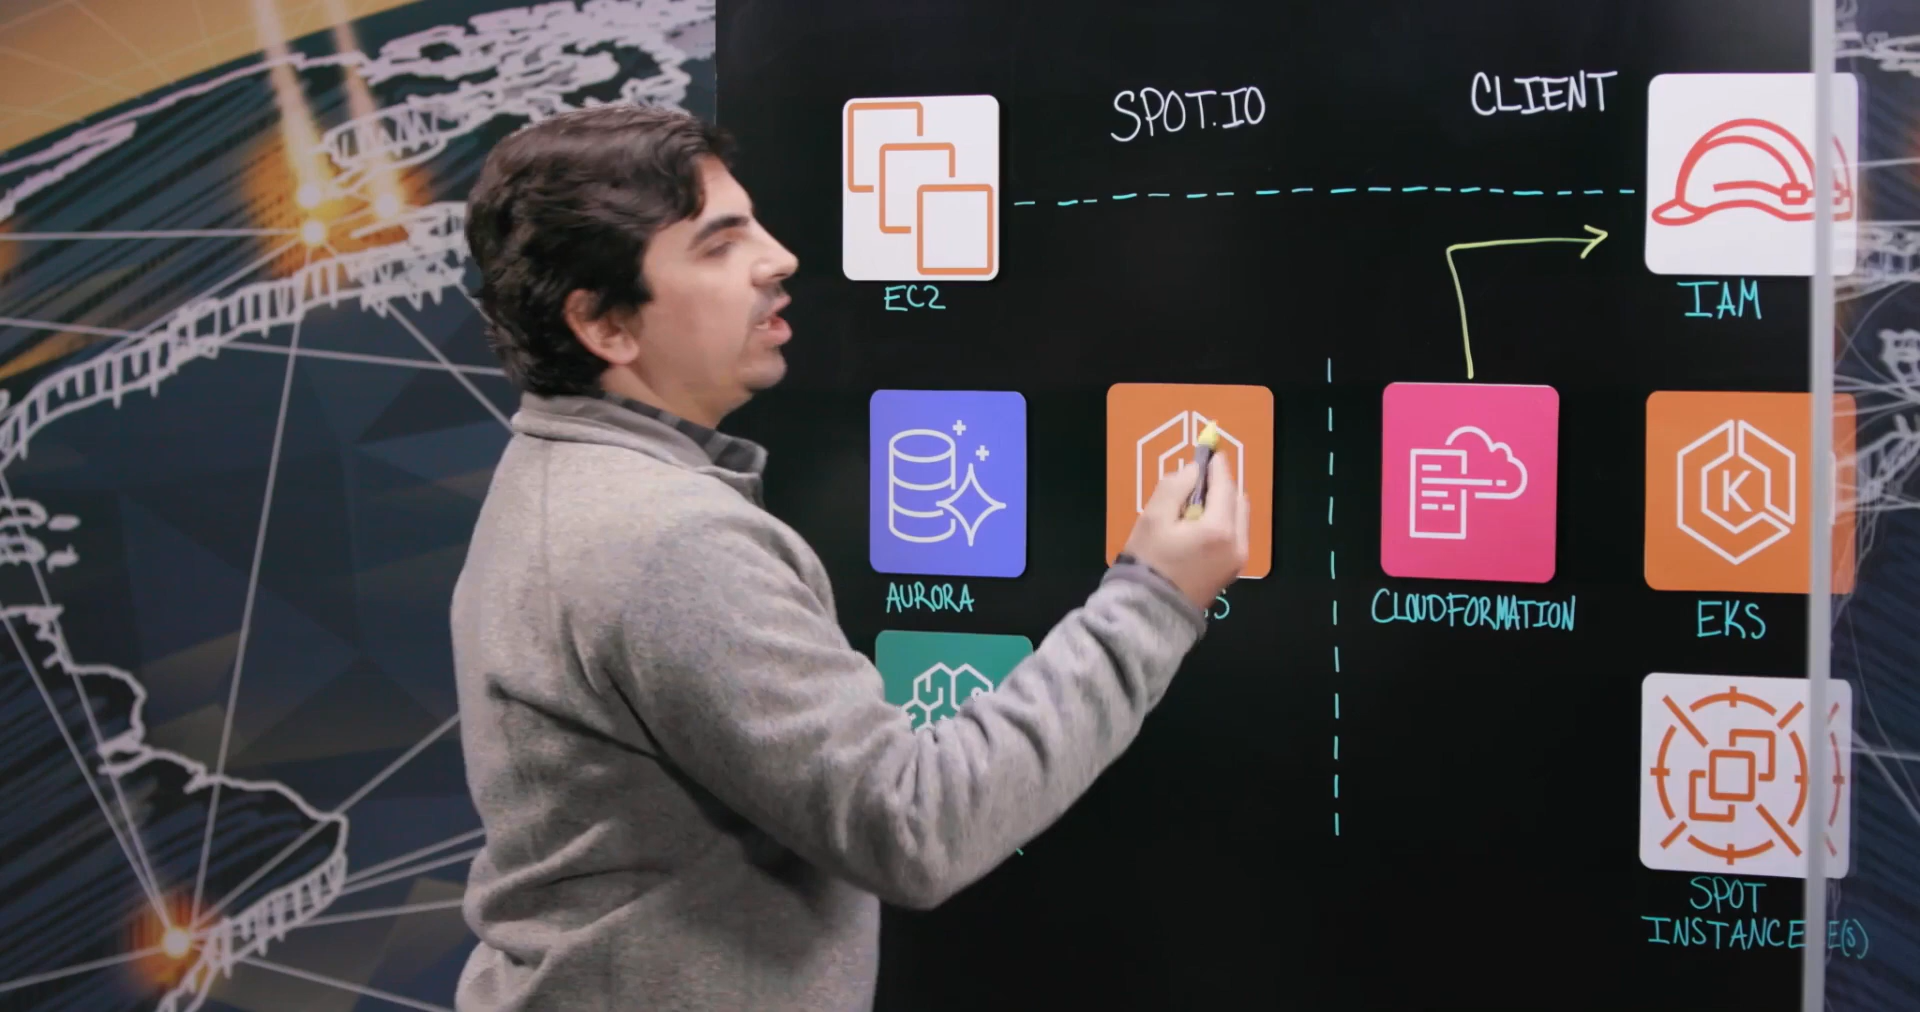 SPOT.IO
CLIENT
EC2
IAM
AURORA
CLOUDFORMATION
K
EKS
SPOT
INSTANCE(S)